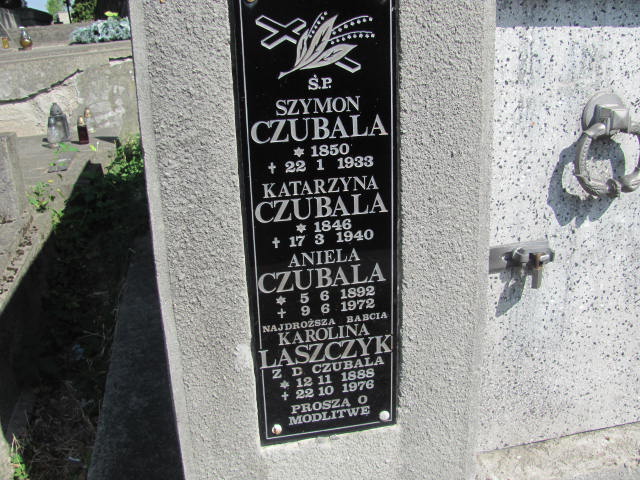 Ś.P.
SZYMON
CZUBALA
✡ 1850
✝ 22 1 1933
KATARZYNA
CZUBALA
✡ 1846
✝ 17 3 1940
ANIELA
CZUBALA
✡ 5 6 1892
✝ 9 6 1972
NAJDROŻSZA BABCIA
KAROLINA
LASZCZYK
Z D CZUBALA
✡ 12 11 1888
✝ 22 10 1976
PROSZĄ O
MODLITWĘ